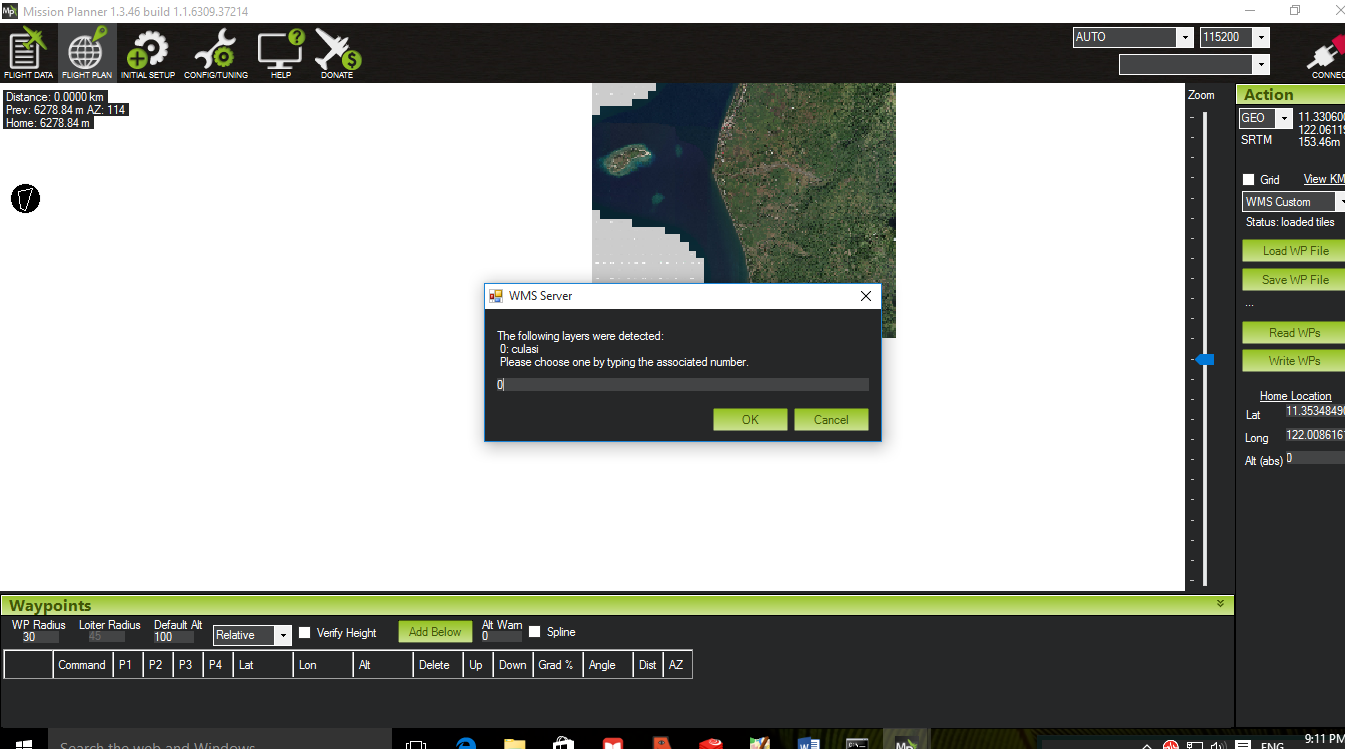 Mission Planner 1.3.46 build 1.1.6309.37214
FLIGHT DATA
FLIGHT PLAN
INITIAL SETUP
CONFIG/TUNING
HELP
DONATE
AUTO
115200
CONNEC
Distance: 0.0000 km
Prev: 6278.84 m AZ: 114
Home: 6278.84 m
Zoom
Action
GEO
11.330600
122.06119
SRTM
153.46m
Grid
View KM
WMS Custom
Status: loaded tiles
Load WP File
Save WP File
...
Read WPs
Write WPs
Home Location
Lat
11.35348490
Long
122.0086161
Alt (abs)
0
WMS Server
The following layers were detected:
0: culasi
Please choose one by typing the associated number.
0
OK
Cancel
Waypoints
WP Radius
30
Loiter Radius
45
Default Alt
100
Relative
Verify Height
Add Below
Alt Warn
0
Spline
Command P1 P2 P3 P4 Lat Lon Alt Delete Up Down Grad % Angle Dist AZ
Search the web and Windows
ENG
9:11 PM